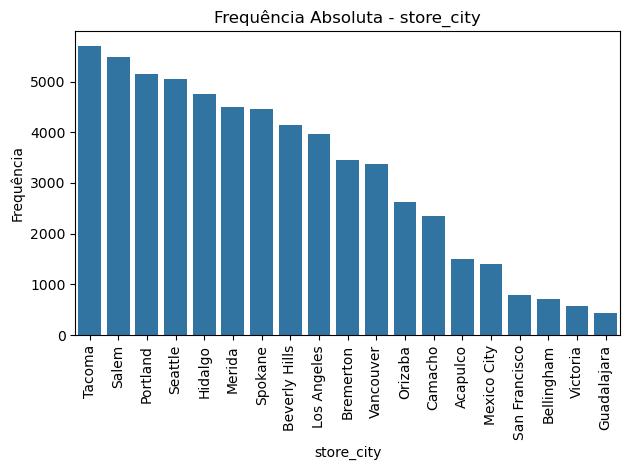 Frequência Absoluta - store_city
Frequência
5000
4000
3000
2000
1000
0
Tacoma
Salem
Portland
Seattle
Hidalgo
Merida
Spokane
Beverly Hills
Los Angeles
Bremerton
Vancouver
Orizaba
Camacho
Acapulco
Mexico City
San Francisco
Bellingham
Victoria
Guadalajara
store_city